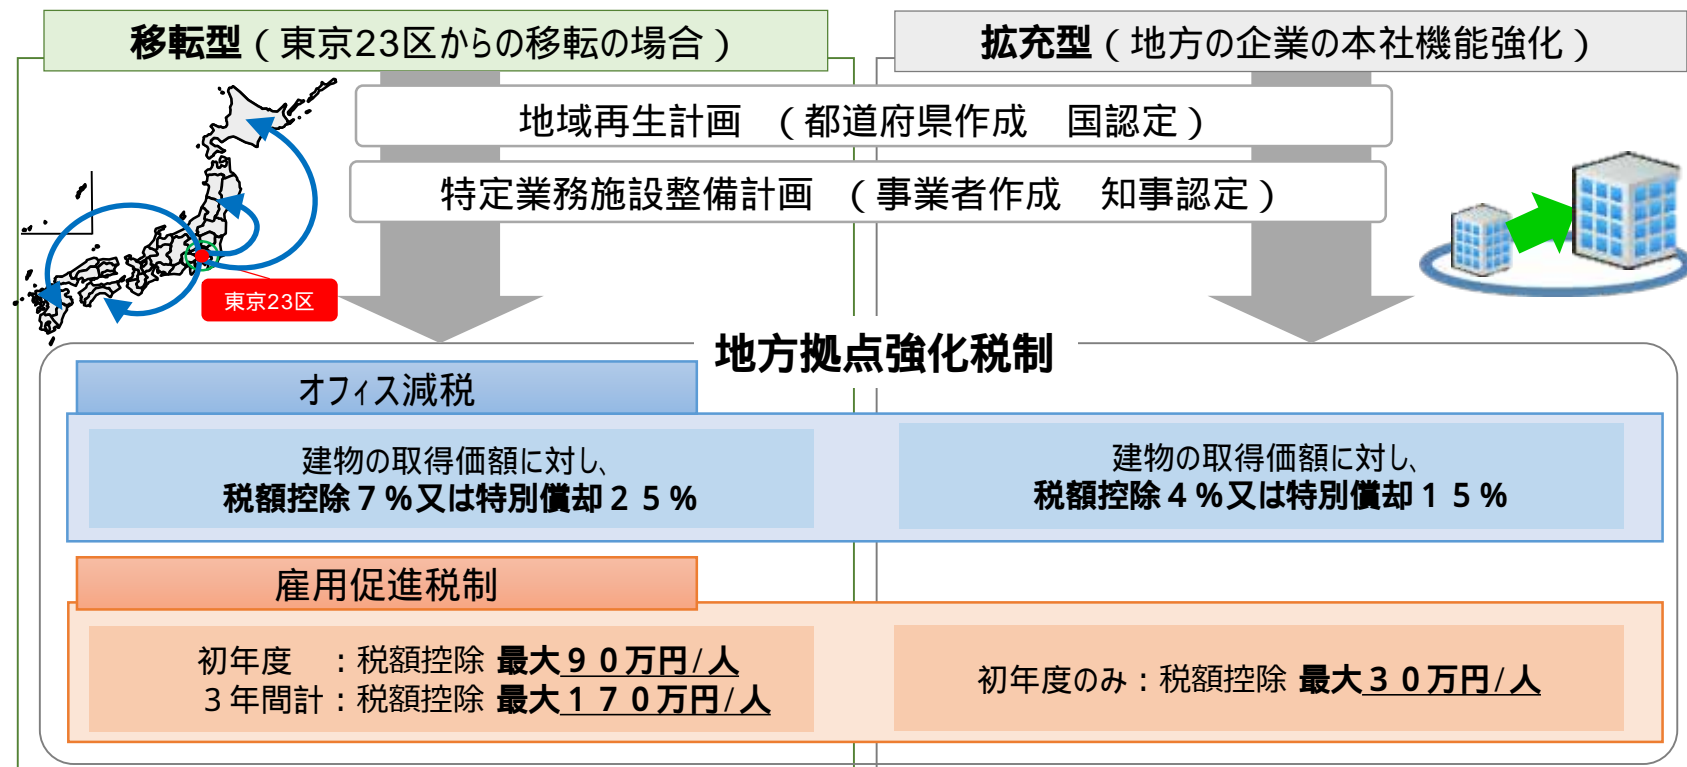 移転型（東京23区からの移転の場合）
拡充型（地方の企業の本社機能強化）
地域再生計画　（都道府県作成　国認定）
特定業務施設整備計画　（事業者作成　知事認定）
東京23区
地方拠点強化税制
オフィス減税
建物の取得価額に対し、
税額控除７％又は特別償却２５％
建物の取得価額に対し、
税額控除４％又は特別償却１５％
雇用促進税制
初年度　：税額控除 最大９０万円/人
３年間計：税額控除 最大１７０万円/人
初年度のみ：税額控除 最大３０万円/人